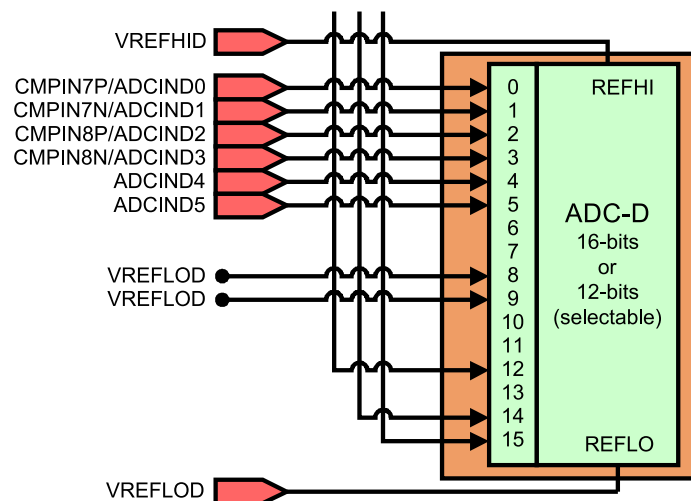 VREFHID
REFHI
CMPIN7P/ADCIND0 0
CMPIN7N/ADCIND1 1
CMPIN8P/ADCIND2 2
CMPIN8N/ADCIND3 3
ADCIND4 4
ADCIND5 5
6
7
VREFLOD 8
VREFLOD 9
10
11
12
13
14
15
ADC-D
16-bits
or
12-bits
(selectable)
REFLO
VREFLOD